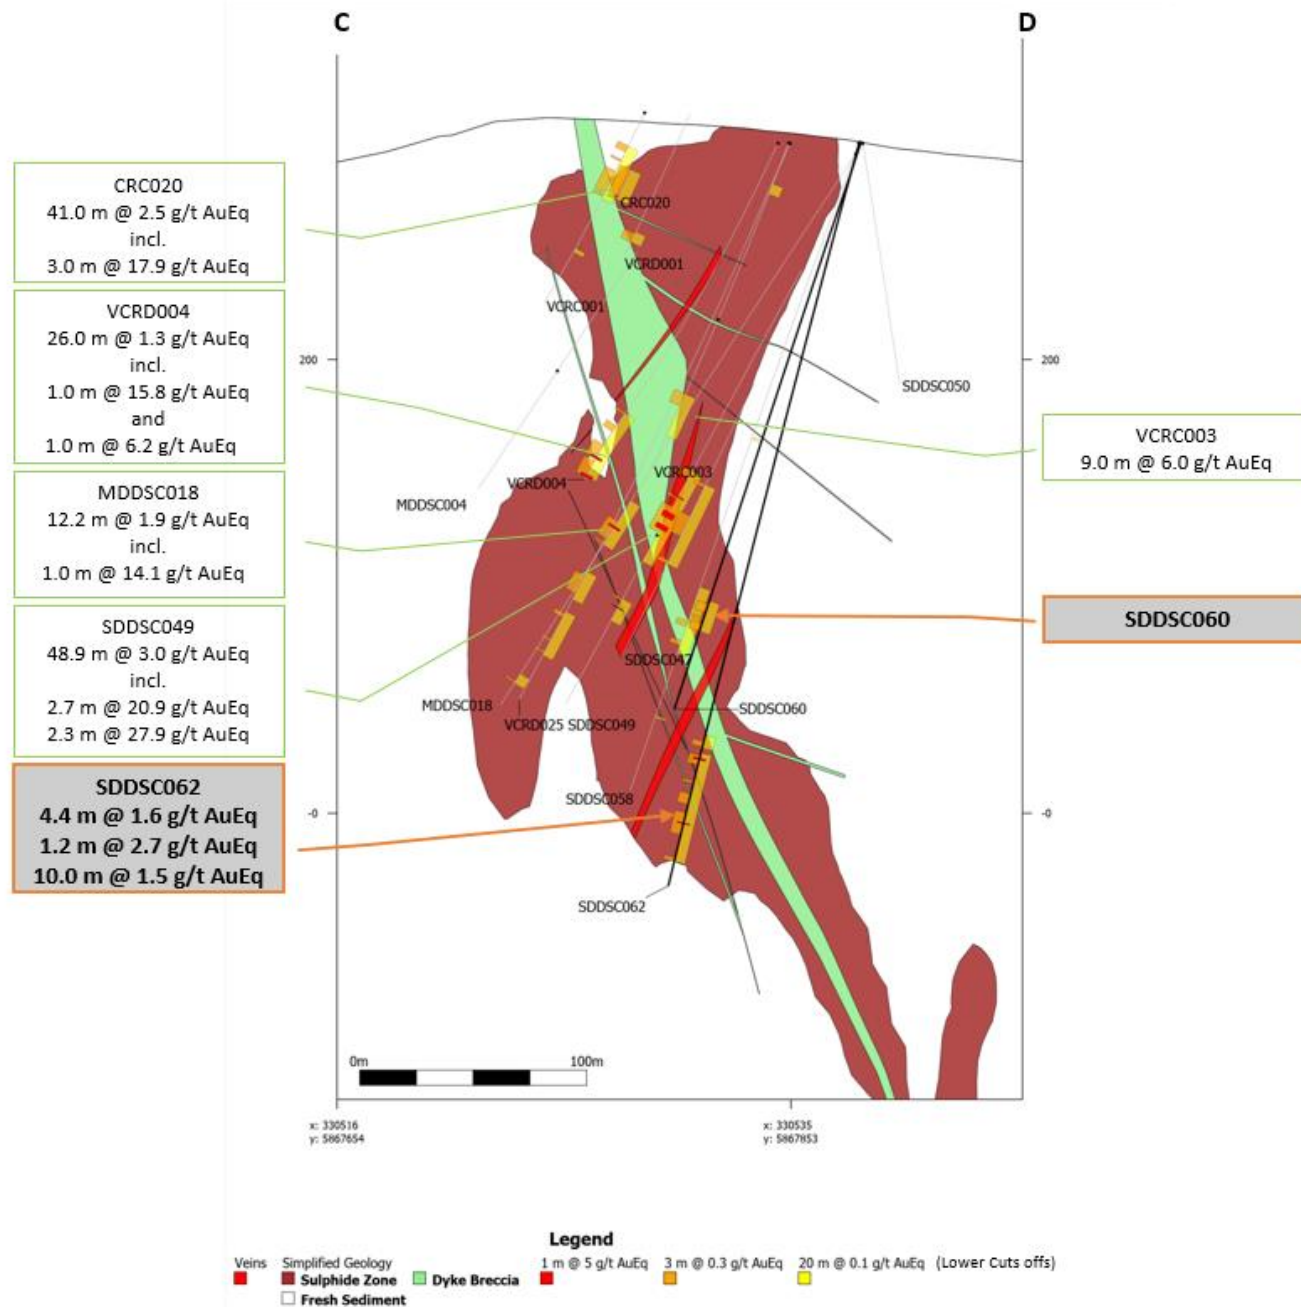 C
D
CRC020
41.0 m @ 2.5 g/t AuEq
incl.
3.0 m @ 17.9 g/t AuEq
VCRD004
26.0 m @ 1.3 g/t AuEq
incl.
1.0 m @ 15.8 g/t AuEq
and
1.0 m @ 6.2 g/t AuEq
MDDSC018
12.2 m @ 1.9 g/t AuEq
incl.
1.0 m @ 14.1 g/t AuEq
SDDSC049
48.9 m @ 3.0 g/t AuEq
incl.
2.7 m @ 20.9 g/t AuEq
2.3 m @ 27.9 g/t AuEq
SDDSC062
4.4 m @ 1.6 g/t AuEq
1.2 m @ 2.7 g/t AuEq
10.0 m @ 1.5 g/t AuEq
CRC020
VCRD001
VCRC001
200
200
SDDSC050
VCRC003
9.0 m @ 6.0 g/t AuEq
VCRC003
VCRD004
MDDSC004
SDDSC060
SDDSC047
MDDSC018
VCRD025 SDDSC049
SDDSC060
SDDSC058
-0
-0
SDDSC062
0m 100m
x: 330516
y: 5867654
x: 330535
y: 5867853
Legend
Veins Simplified Geology 1 m @ 5 g/t AuEq 3 m @ 0.3 g/t AuEq 20 m @ 0.1 g/t AuEq (Lower Cuts offs)
Sulphide Zone Dyke Breccia
Fresh Sediment